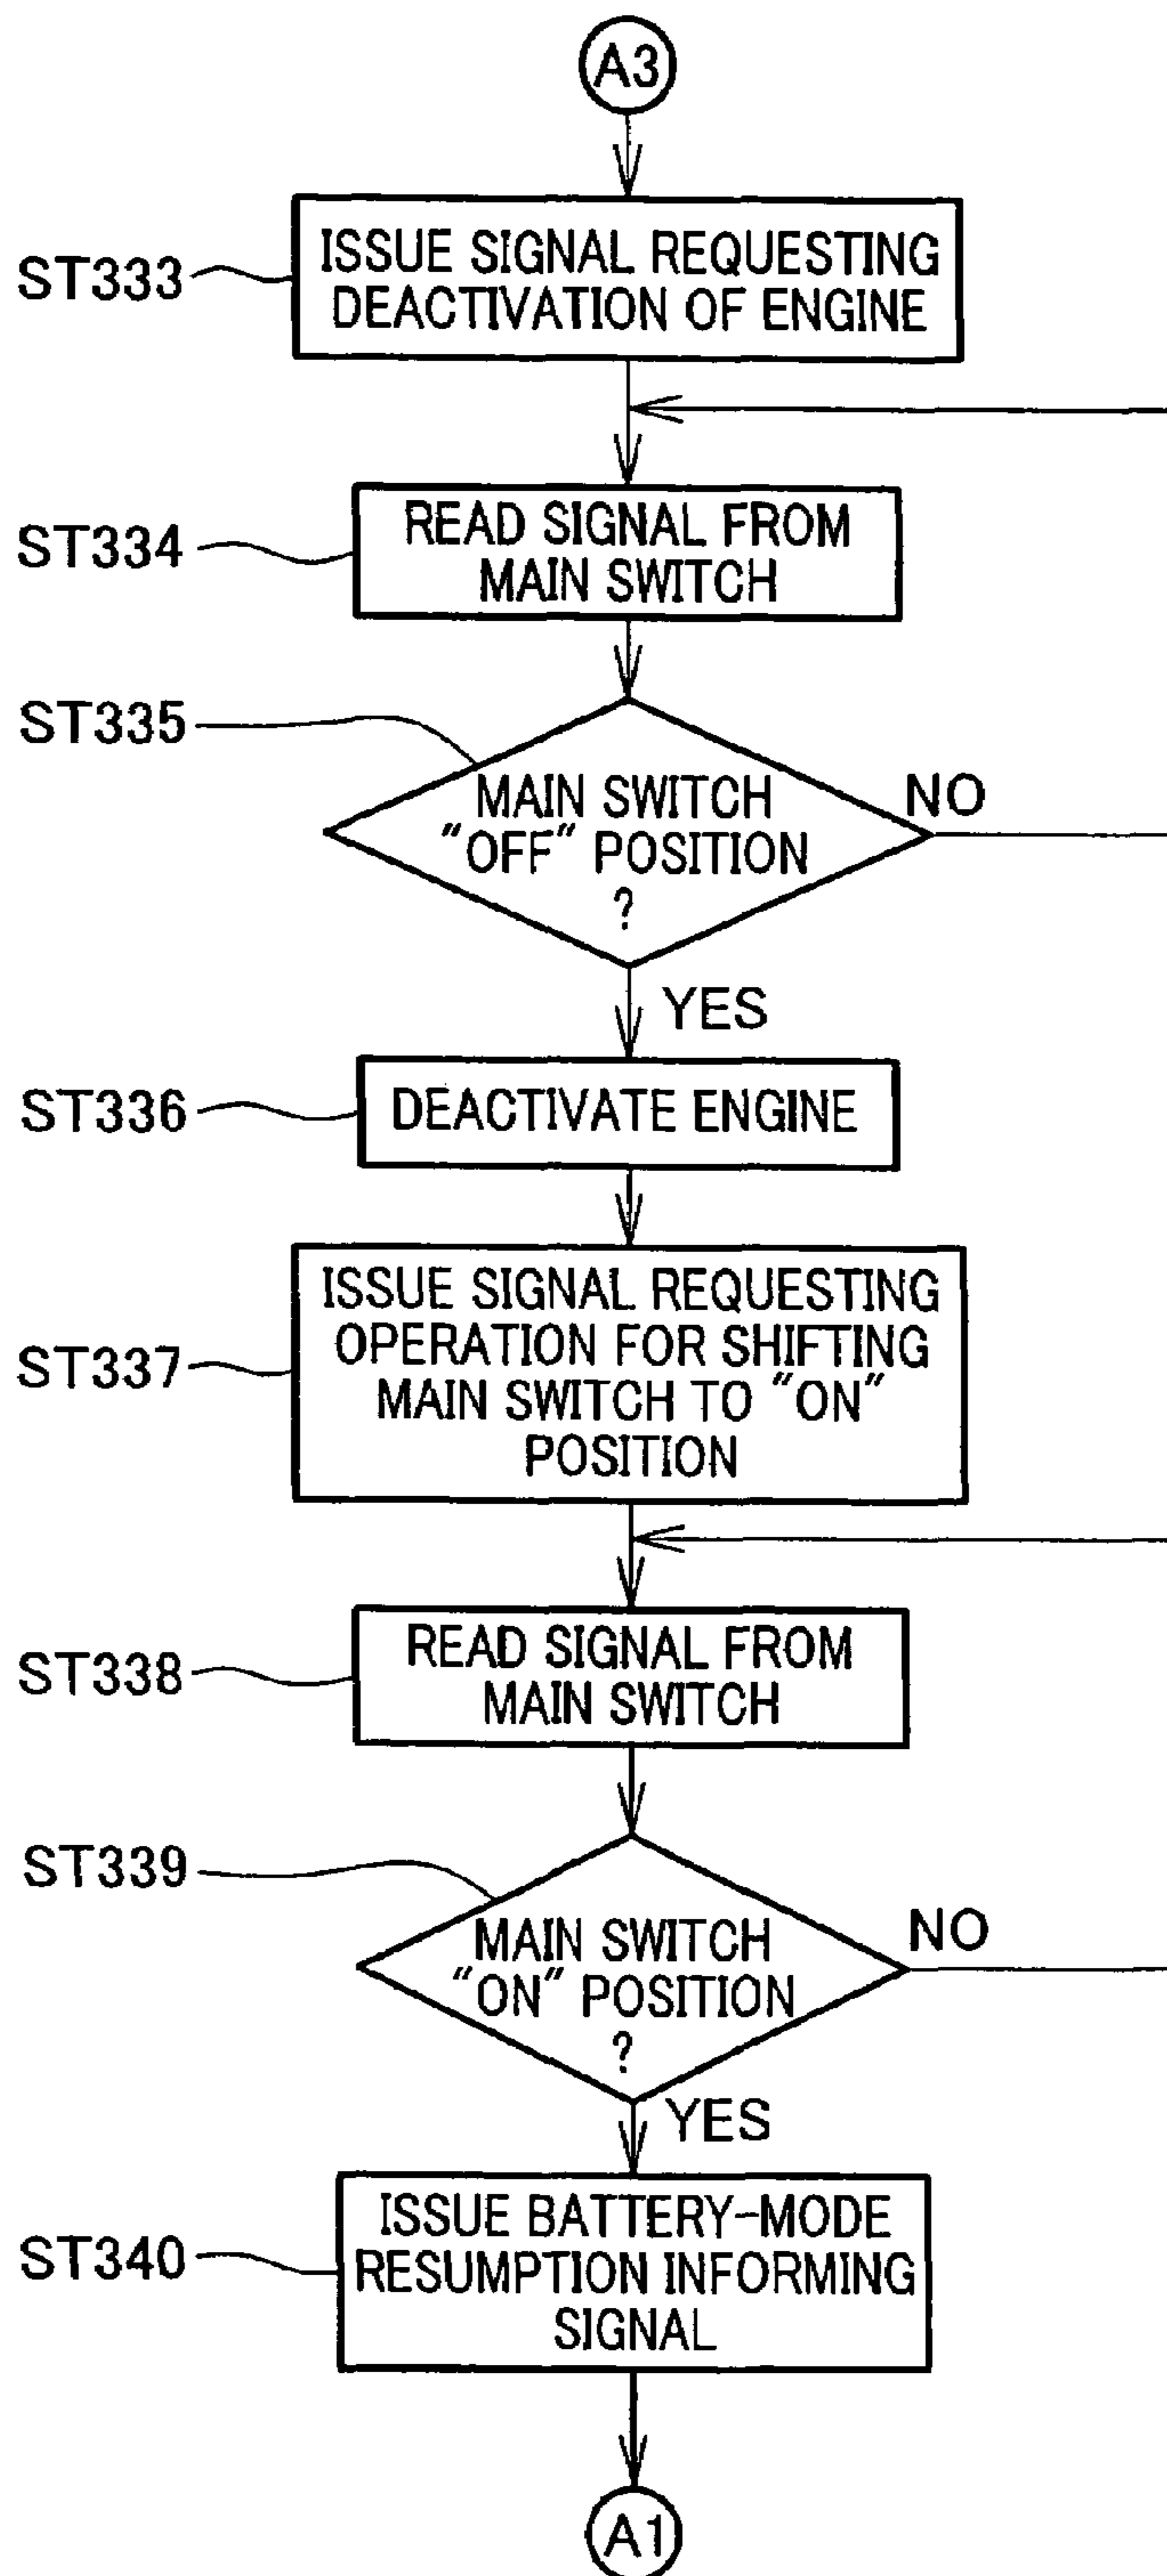 A3
ST333
ISSUE SIGNAL REQUESTING
DEACTIVATION OF ENGINE
ST334
READ SIGNAL FROM
MAIN SWITCH
ST335
MAIN SWITCH
"OFF" POSITION
?
NO
YES
ST336
DEACTIVATE ENGINE
ST337
ISSUE SIGNAL REQUESTING
OPERATION FOR SHIFTING
MAIN SWITCH TO "ON"
POSITION
ST338
READ SIGNAL FROM
MAIN SWITCH
ST339
MAIN SWITCH
"ON" POSITION
?
NO
YES
ST340
ISSUE BATTERY-MODE
RESUMPTION INFORMING
SIGNAL
A1